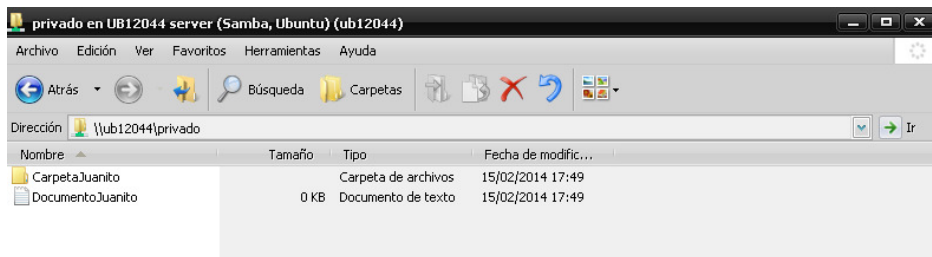 privado en UB12044 server (Samba, Ubuntu) (ub12044)
Archivo Edición Ver Favoritos Herramientas Ayuda
Atrás Búsqueda Carpetas
Dirección \\ub12044\privado Ir
Nombre Tamaño Tipo Fecha de modific...
CarpetaJuanito Carpeta de archivos 15/02/2014 17:49
DocumentoJuanito 0 KB Documento de texto 15/02/2014 17:49